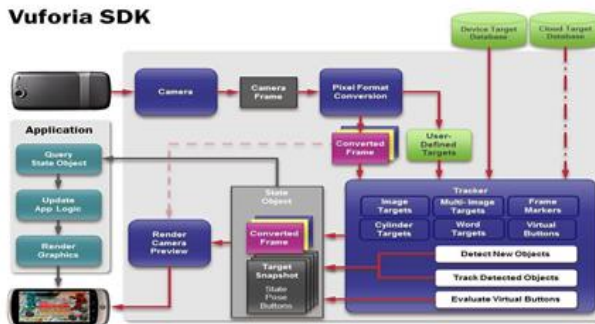 Vuforia SDK
Device Target
Database
Cloud Target
Database
Camera
Camera
Frame
Pixel Format
Conversion
Application
Query
State Object
Update
App Logic
Render
Graphics
Converted
Frame
User-
Defined
Targets
Tracker
Image
Targets
Multi-Image
Targets
Frame
Markers
Cylinder
Targets
Word
Targets
Virtual
Buttons
Detect New Objects
Track Detected Objects
Evaluate Virtual Buttons
State
Object
Converted
Frame
Target
Snapshot
State
Pose
Buttons
Render
Camera
Preview